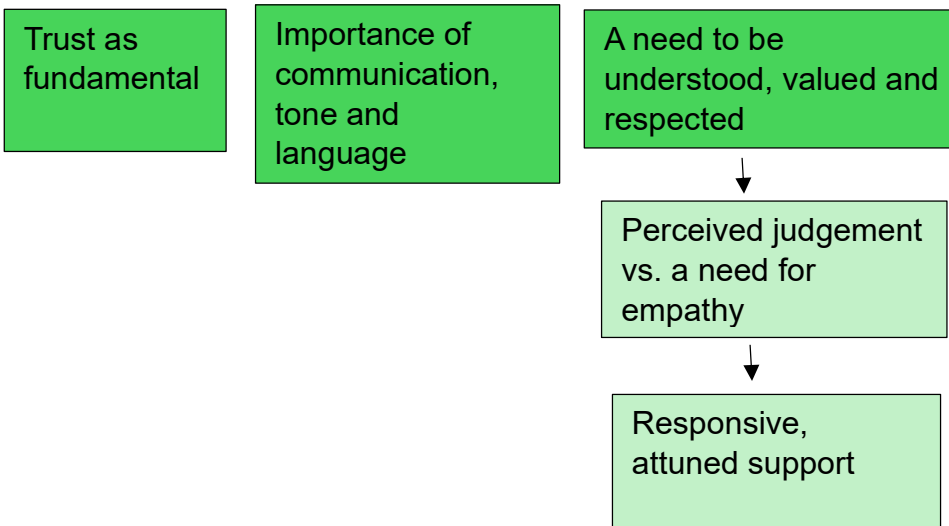 Trust as
fundamental
Importance of
communication,
tone and
language
A need to be
understood, valued and
respected
Perceived judgement
vs. a need for
empathy
Responsive,
attuned support